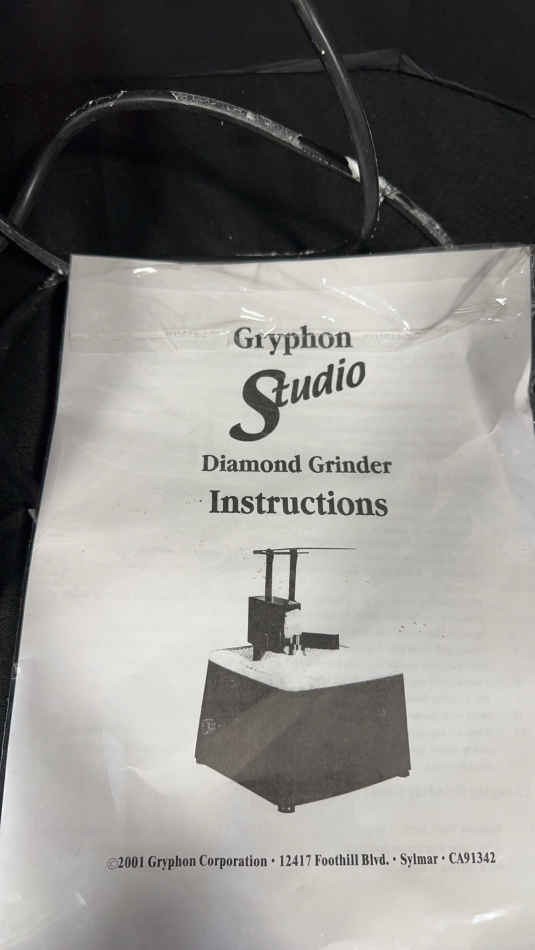 Gryphon
Studio
Diamond Grinder
Instructions
©2001 Gryphon Corporation · 12417 Foothill Blvd. · Sylmar · CA91342